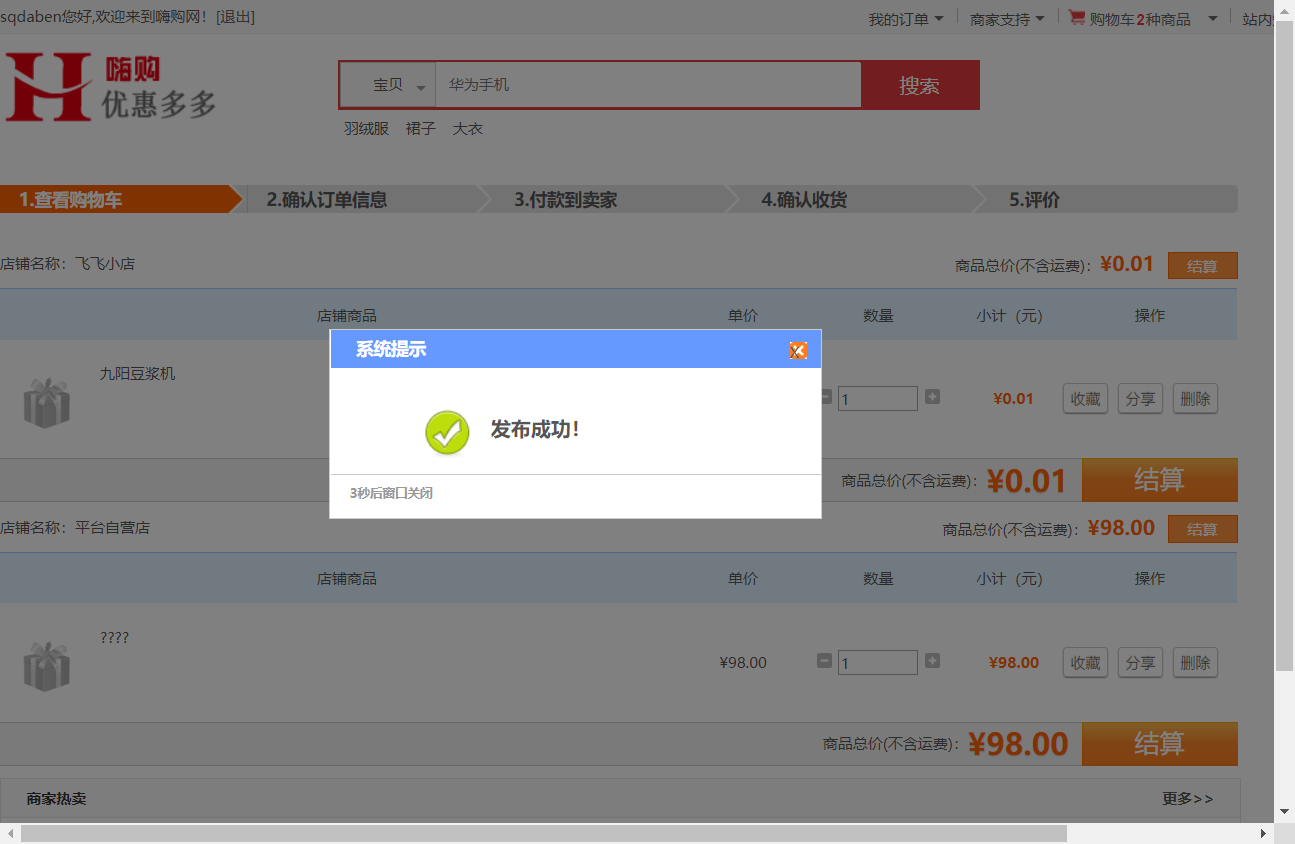 sqdaben您好,欢迎来到嗨购网！[退出]
我的订单 商家支持 购物车2种商品 站内
嗨购
优惠多多
宝贝 华为手机 搜索
羽绒服 裙子 大衣
1.查看购物车 2.确认订单信息 3.付款到卖家 4.确认收货 5.评价
店铺名称：飞飞小店 商品总价(不含运费)：¥0.01 结算
店铺商品 单价 数量 小计（元） 操作
系统提示
九阳豆浆机
1 ¥0.01 收藏 分享 删除
发布成功！
商品总价(不含运费)：¥0.01 结算
3秒后窗口关闭
店铺名称：平台自营店 商品总价(不含运费)：¥98.00 结算
店铺商品 单价 数量 小计（元） 操作
????
¥98.00 1 ¥98.00 收藏 分享 删除
商品总价(不含运费)：¥98.00 结算
商家热卖 更多>>